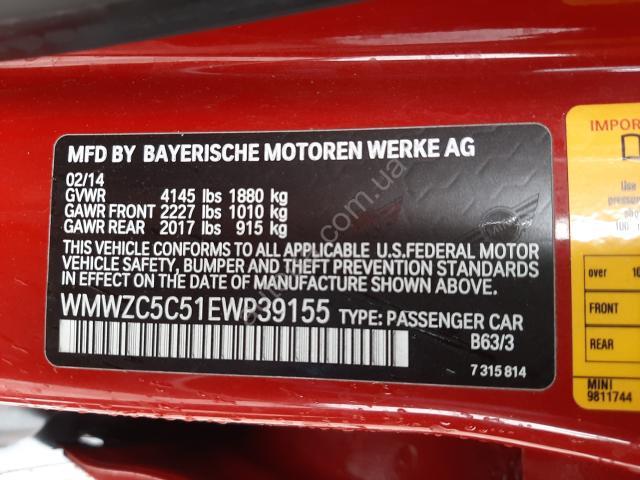 MFD BY BAYERISCHE MOTOREN WERKE AG
02/14
GVWR 4145 lbs 1880 kg
GAWR FRONT 2227 lbs 1010 kg
GAWR REAR 2017 lbs 915 kg
THIS VEHICLE CONFORMS TO ALL APPLICABLE U.S.FEDERAL MOTOR
VEHICLE SAFETY, BUMPER AND THEFT PREVENTION STANDARDS
IN EFFECT ON THE DATE OF MANUFACTURE SHOWN ABOVE.
WMWZC5C51EWP39155 TYPE: PASSENGER CAR
B63/3
7 315 814
over
FRONT
REAR
MINI
9811744